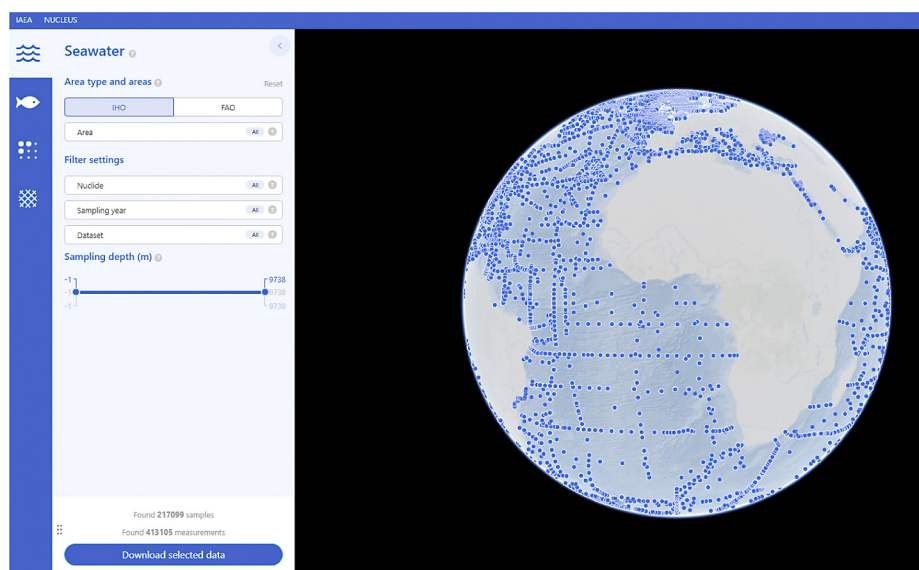 IAEA NUCLEUS
Seawater ?
<
Area type and areas ?
Reset
IHO FAO
Area All ?
Filter settings
Nuclide All ?
Sampling year All ?
Dataset All ?
Sampling depth (m) ?
-1 9738
-1 9738
-1 9738
Found 217099 samples
Found 413105 measurements
Download selected data